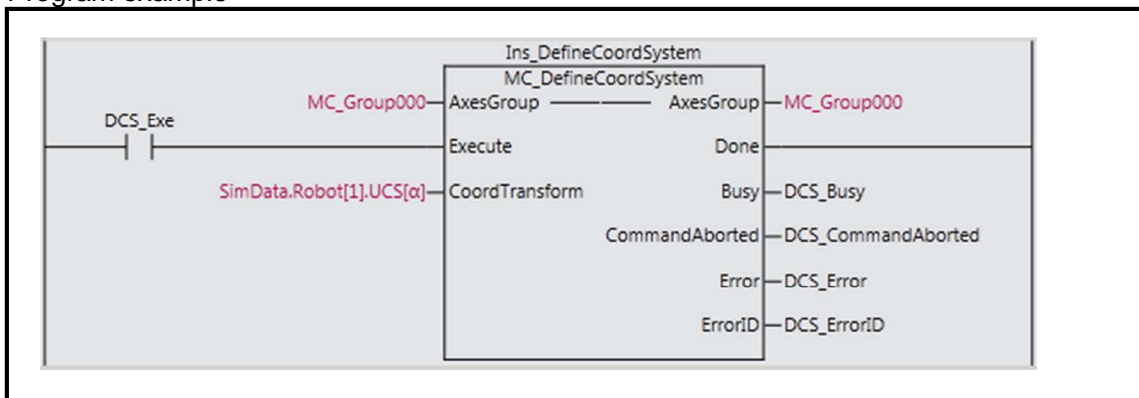 Program example
Ins_DefineCoordSystem
MC_DefineCoordSystem
MC_Group000 AxesGroup AxesGroup MC_Group000
DCS_Exe
Execute Done
SimData.Robot[1].UCS[α] CoordTransform Busy DCS_Busy
CommandAborted DCS_CommandAborted
Error DCS_Error
ErrorID DCS_ErrorID